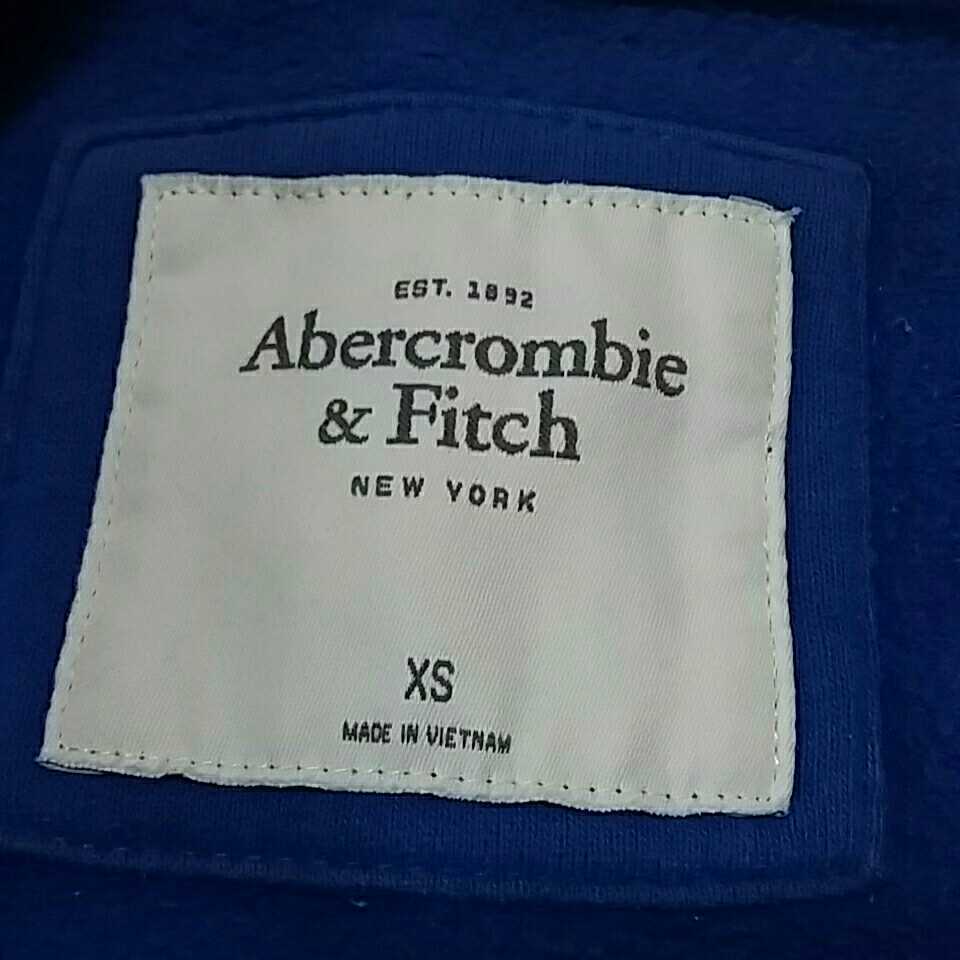 EST. 1892
Abercrombie
& Fitch
NEW YORK
XS
MADE IN VIETNAM